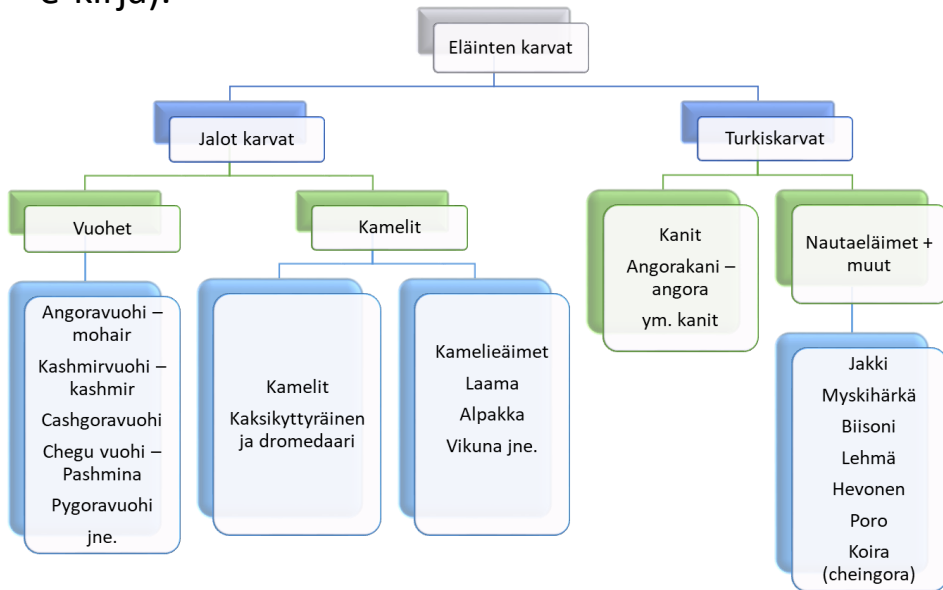 e-kirja).
Eläinten karvat
Jalot karvat
Turkiskarvat
Vuohet
Kamelit
Kanit
Angorakani –
angora
ym. kanit
Nautaeläimet +
muut
Angoravuohi –
mohair
Kashmirvuohi –
kashmir
Cashgoravuohi
Chegu vuohi –
Pashmina
Pygoravuohi
jne.
Kamelit
Kaksikyttyräinen
ja dromedaari
Kamelieäimet
Laama
Alpakka
Vikuna jne.
Jakki
Myskihärkä
Biisoni
Lehmä
Hevonen
Poro
Koira
(cheingora)